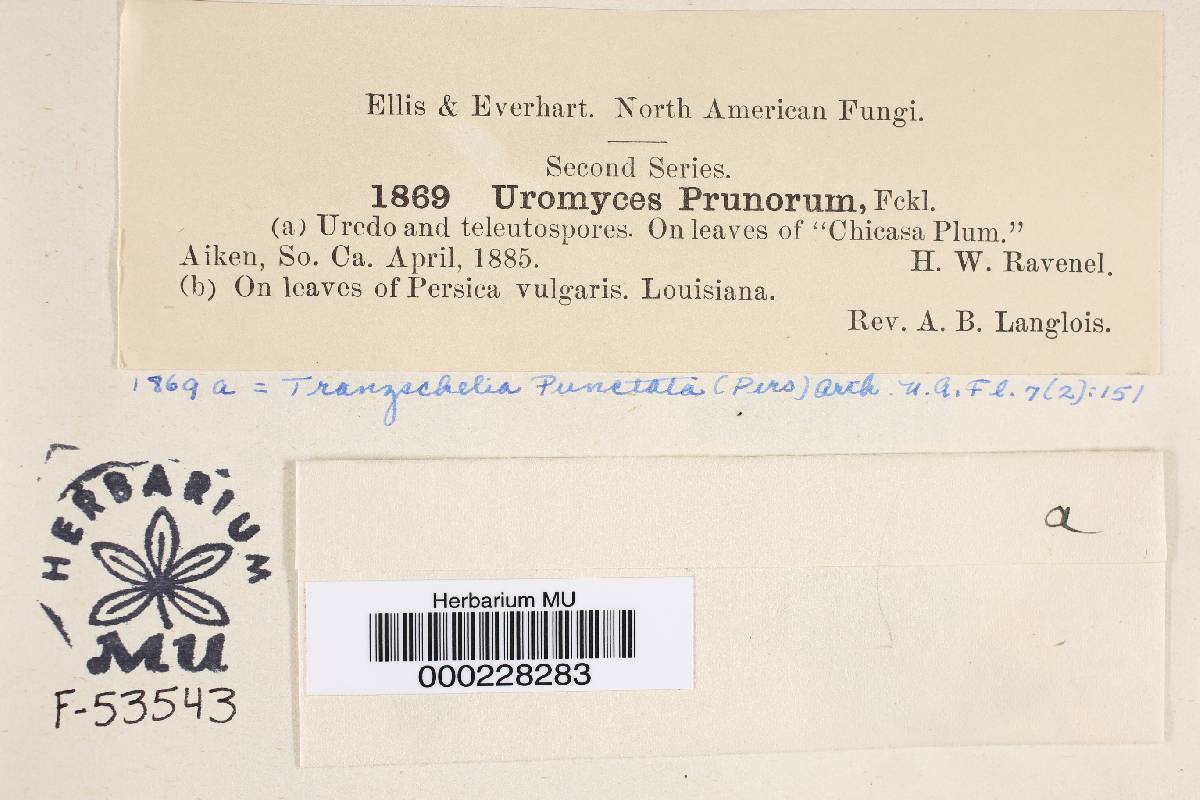 Ellis & Everhart. North American Fungi.
Second Series.
1869 Uromyces Prunorum, Fckl.
(a) Uredo and teleutospores. On leaves of “Chicasa Plum.”
Aiken, So. Ca. April, 1885. H. W. Ravenel.
(b) On leaves of Persica vulgaris. Louisiana.
Rev. A. B. Langlois.
1869 a = Tranzschelia Punctata (Pers) Arth. N. A. Fl. 7(2):151
HERBARIUM
MU
F-53543
a
Herbarium MU
000228283